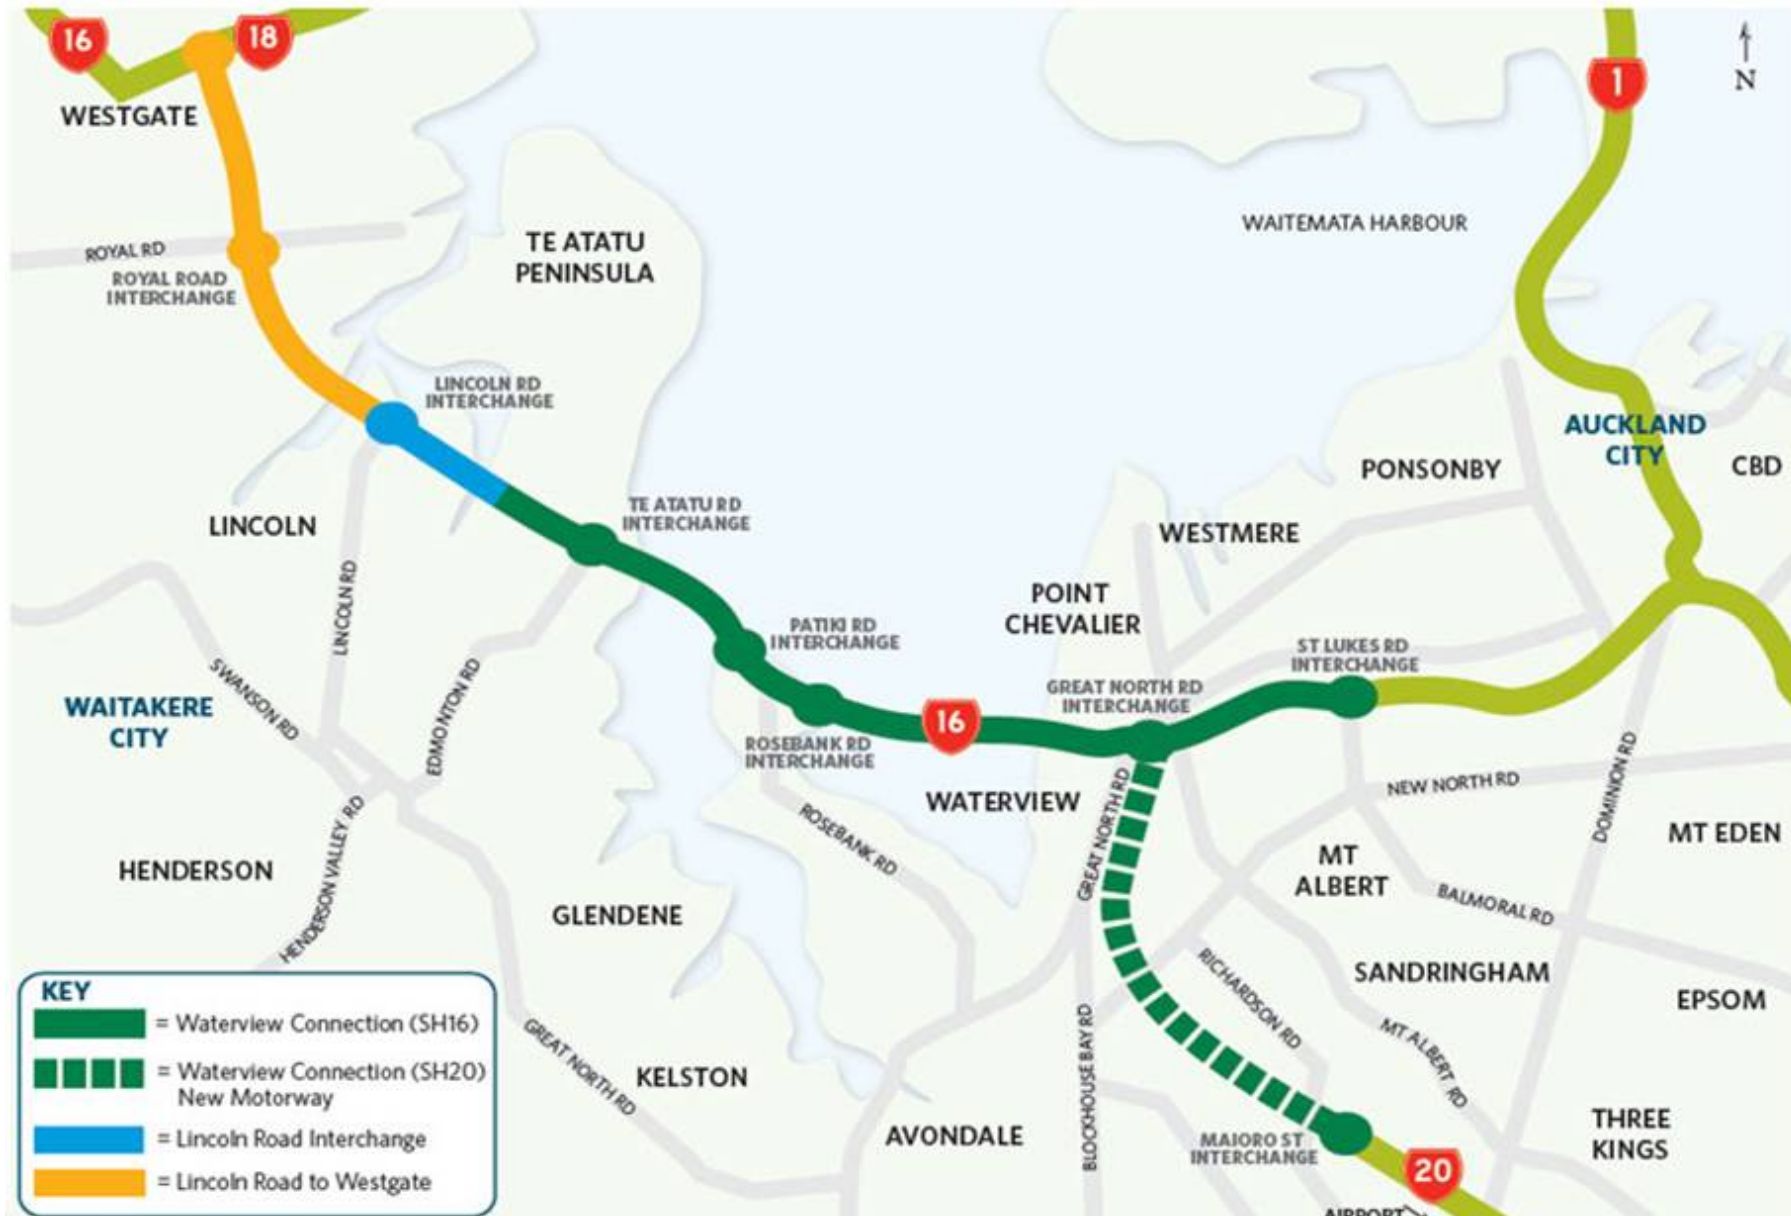 16
18
1
N
WESTGATE
WAITEMATA HARBOUR
ROYAL RD
ROYAL ROAD
INTERCHANGE
TE ATATU
PENINSULA
LINCOLN RD
INTERCHANGE
AUCKLAND
CITY
CBD
PONSONBY
LINCOLN
TE ATATU RD
INTERCHANGE
WESTMERE
LINCOLN RD
POINT
CHEVALIER
PATIKI RD
INTERCHANGE
ST LUKES RD
INTERCHANGE
SWANSON RD
EDMONTON RD
WAITAKERE
CITY
GREAT NORTH RD
INTERCHANGE
16
ROSEBANK RD
INTERCHANGE
WATERVIEW
GREAT NORTH RD
NEW NORTH RD
DOMINION RD
MT EDEN
ROSEBANK RD
HENDERSON
HENDERSON VALLEY RD
MT
ALBERT
BALMORAL RD
GLENDENE
SANDRINGHAM
RICHARDSON RD
EPSOM
KEY
= Waterview Connection (SH16)
= Waterview Connection (SH20)
New Motorway
= Lincoln Road Interchange
= Lincoln Road to Westgate
GREAT NORTH RD
KELSTON
BLOCKHOUSE BAY RD
MT ALBERT RD
AVONDALE
MAIORO ST
INTERCHANGE
THREE
KINGS
20
AIRPORT